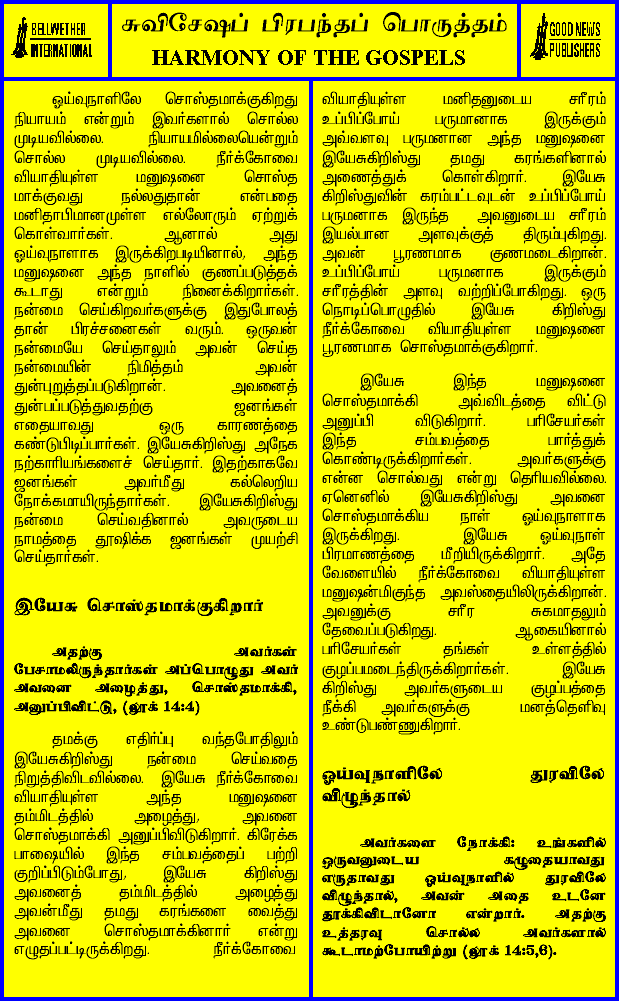 BELLWETHER
INTERNATIONAL
சுவிசேஷப் பிரபந்தப் பொருத்தம்
HARMONY OF THE GOSPELS
GOOD NEWS
PUBLISHERS
ஓய்வுநாளிலே சொஸ்தமாக்குகிறது
நியாயம் என்றும் இவர்களால் சொல்ல
முடியவில்லை. நியாயமில்லையென்றும்
சொல்ல முடியவில்லை. நீர்க்கோவை
வியாதியுள்ள மனுஷனை சொஸ்த
மாக்குவது நல்லதுதான் என்பதை
மனிதாபிமானமுள்ள எல்லோரும் ஏற்றுக்
கொள்வார்கள். ஆனால் அது
ஓய்வுநாளாக இருக்கிறபடியினால், அந்த
மனுஷனை அந்த நாளில் குணப்படுத்தக்
கூடாது என்றும் நினைக்கிறார்கள்.
நன்மை செய்கிறவர்களுக்கு இதுபோலத்
தான் பிரச்சனைகள் வரும். ஒருவன்
நன்மையே செய்தாலும் அவன் செய்த
நன்மையின் நிமித்தம் அவன்
துன்புறுத்தப்படுகிறான். அவனைத்
துன்பப்படுத்துவதற்கு ஜனங்கள்
எதையாவது ஒரு காரணத்தை
கண்டுபிடிப்பார்கள். இயேசுகிறிஸ்து அநேக
நற்காரியங்களைச் செய்தார். இதற்காகவே
ஜனங்கள் அவர்மீது கல்லெறிய
நோக்கமாயிருந்தார்கள். இயேசுகிறிஸ்து
நன்மை செய்வதினால் அவருடைய
நாமத்தை தூஷிக்க ஜனங்கள் முயற்சி
செய்தார்கள்.
இயேசு சொஸ்தமாக்குகிறார்
அதற்கு அவர்கள்
பேசாமலிருந்தார்கள் அப்பொழுது அவர்
அவனை அழைத்து, சொஸ்தமாக்கி,
அனுப்பிவிட்டு, (லூக் 14:4)
தமக்கு எதிர்ப்பு வந்தபோதிலும்
இயேசுகிறிஸ்து நன்மை செய்வதை
நிறுத்திவிடவில்லை. இயேசு நீர்க்கோவை
வியாதியுள்ள அந்த மனுஷனை
தம்மிடத்தில் அழைத்து, அவனை
சொஸ்தமாக்கி அனுப்பிவிடுகிறார். கிரேக்க
பாஷையில் இந்த சம்பவத்தைப் பற்றி
குறிப்பிடும்போது, இயேசு கிறிஸ்து
அவனைத் தம்மிடத்தில் அழைத்து
அவன்மீது தமது கரங்களை வைத்து
அவனை சொஸ்தமாக்கினார் என்று
எழுதப்பட்டிருக்கிறது. நீர்க்கோவை
வியாதியுள்ள மனிதனுடைய சரீரம்
உப்பிப்போய் பருமானாக இருக்கும்
அவ்வளவு பருமனான அந்த மனுஷனை
இயேசுகிறிஸ்து தமது கரங்களினால்
அணைத்துக் கொள்கிறார். இயேசு
கிறிஸ்துவின் கரம்பட்டவுடன் உப்பிப்போய்
பருமனாக இருந்த அவனுடைய சரீரம்
இயல்பான அளவுக்குத் திரும்புகிறது.
அவன் பூரணமாக குணமடைகிறான்.
உப்பிப்போய் பருமனாக இருக்கும்
சரீரத்தின் அளவு வற்றிப்போகிறது. ஒரு
நொடிப்பொழுதில் இயேசு கிறிஸ்து
நீர்க்கோவை வியாதியுள்ள மனுஷனை
பூரணமாக சொஸ்தமாக்குகிறார்.
இயேசு இந்த மனுஷனை
சொஸ்தமாக்கி அவ்விடத்தை விட்டு
அனுப்பி விடுகிறார். பரிசேயர்கள்
இந்த சம்பவத்தை பார்த்துக்
கொண்டிருக்கிறார்கள். அவர்களுக்கு
என்ன சொல்வது என்று தெரியவில்லை.
ஏனெனில் இயேசுகிறிஸ்து அவனை
சொஸ்தமாக்கிய நாள் ஓய்வுநாளாக
இருக்கிறது. இயேசு ஓய்வுநாள்
பிரமாணத்தை மீறியிருக்கிறார். அதே
வேளையில் நீர்க்கோவை வியாதியுள்ள
மனுஷன்மிகுந்த அவஸ்தையிலிருக்கிறான்.
அவனுக்கு சரீர சுகமாதலும்
தேவைப்படுகிறது. ஆகையினால்
பரிசேயர்கள் தங்கள் உள்ளத்தில்
குழப்பமடைந்திருக்கிறார்கள். இயேசு
கிறிஸ்து அவர்களுடைய குழப்பத்தை
நீக்கி அவர்களுக்கு மனத்தெளிவு
உண்டுபண்ணுகிறார்.
ஓய்வுநாளிலே துரவிலே
விழுந்தால்
அவர்களை நோக்கி: உங்களில்
ஒருவனுடைய கழுதையாவது
எருதாவது ஓய்வுநாளில் துரவிலே
விழுந்தால், அவன் அதை உடனே
தூக்கிவிடானோ என்றார். அதற்கு
உத்தரவு சொல்ல அவர்களால்
கூடாமற்போயிற்று (லூக் 14:5,6).